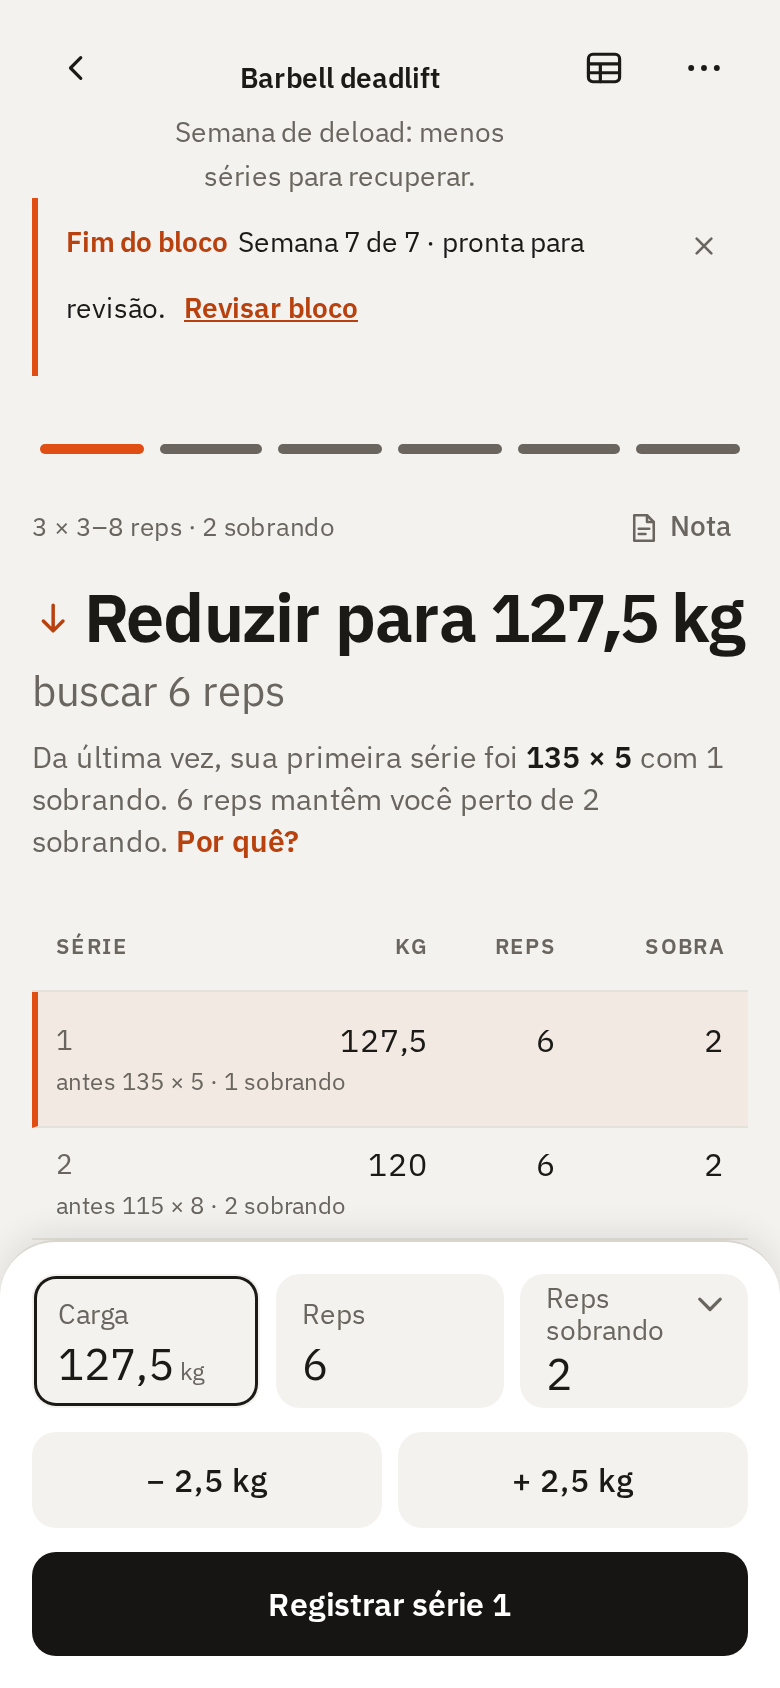 Barbell deadlift
Semana de deload: menos
séries para recuperar.
Fim do bloco Semana 7 de 7 · pronta para
revisão. Revisar bloco
3 × 3–8 reps · 2 sobrando
Nota
↓ Reduzir para 127,5 kg
buscar 6 reps
Da última vez, sua primeira série foi 135 × 5 com 1
sobrando. 6 reps mantêm você perto de 2
sobrando. Por quê?
SÉRIE KG REPS SOBRA
1 127,5 6 2
antes 135 × 5 · 1 sobrando
2 120 6 2
antes 115 × 8 · 2 sobrando
Carga
127,5 kg
Reps
6
Reps
sobrando
2
− 2,5 kg
+ 2,5 kg
Registrar série 1